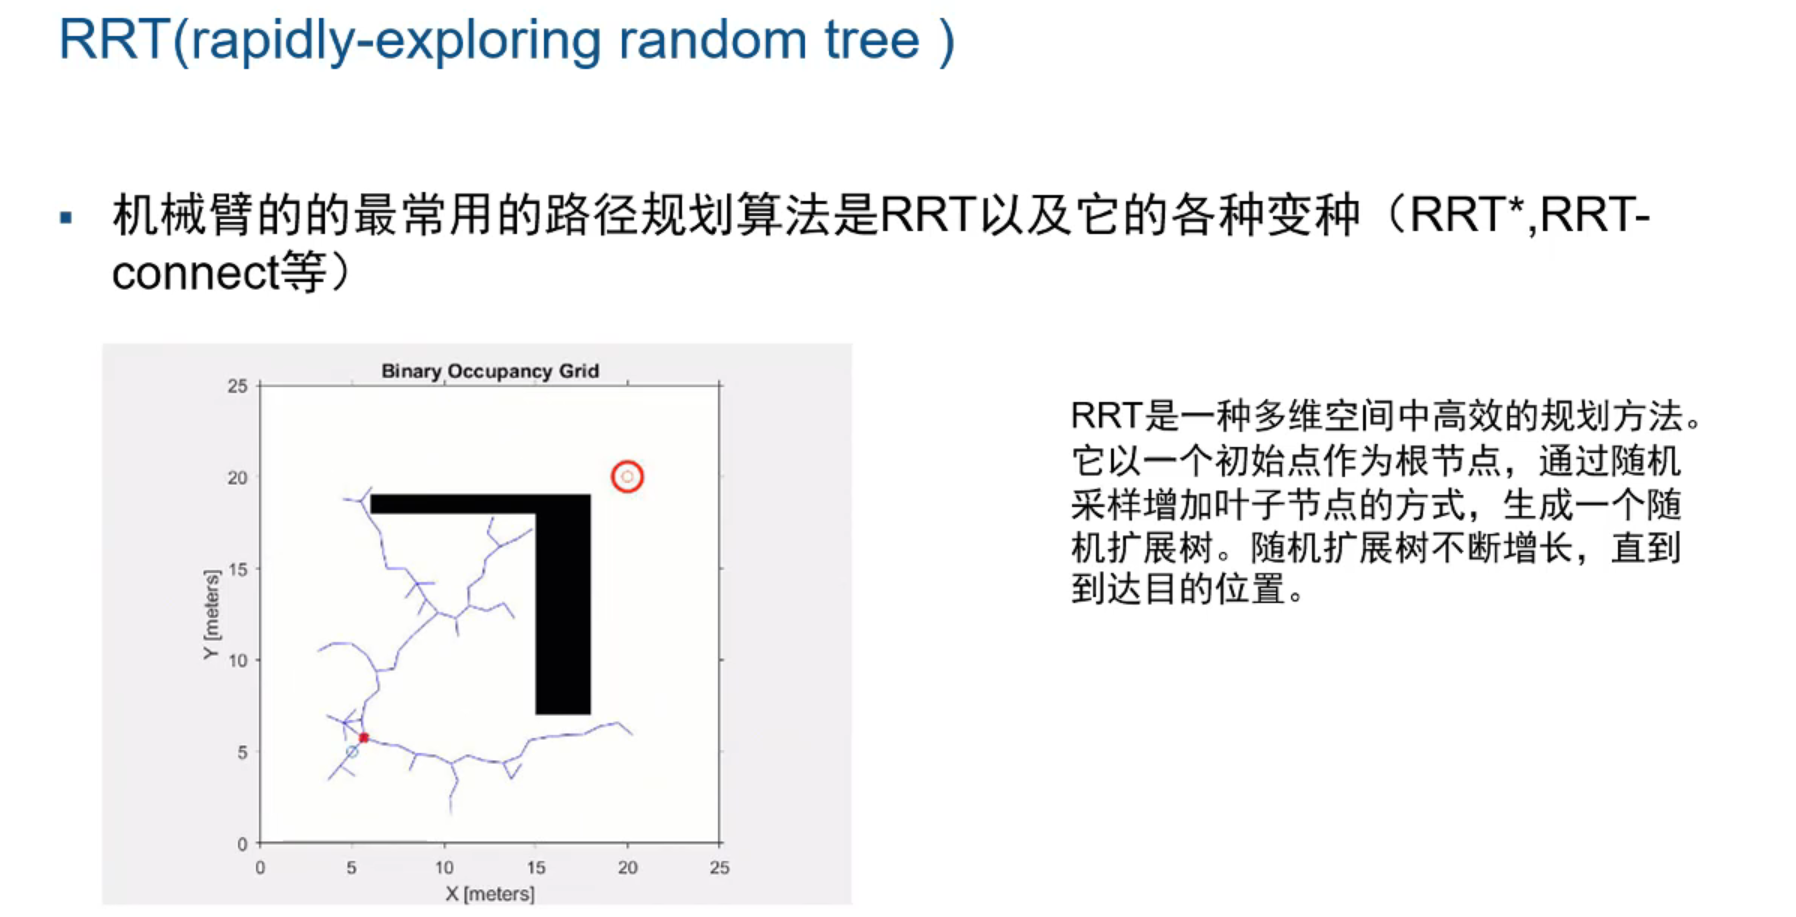 RRT(rapidly-exploring random tree )
▪ 机械臂的的最常用的路径规划算法是RRT以及它的各种变种（RRT*,RRT-
connect等）
Binary Occupancy Grid
25
20
15
10
5
0
Y [meters]
0 5 10 15 20 25
X [meters]
RRT是一种多维空间中高效的规划方法。
它以一个初始点作为根节点，通过随机
采样增加叶子节点的方式，生成一个随
机扩展树。随机扩展树不断增长，直到
到达目的位置。